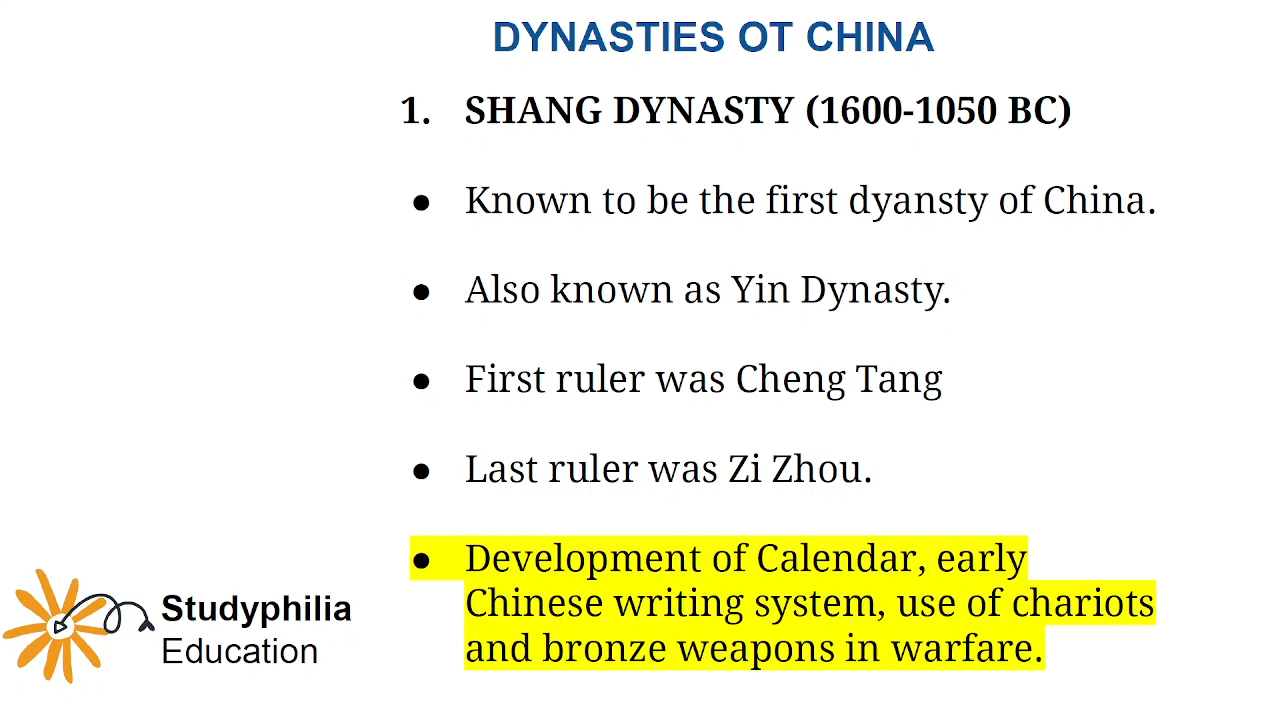 DYNASTIES OT CHINA
1. SHANG DYNASTY (1600-1050 BC)
● Known to be the first dyansty of China.
● Also known as Yin Dynasty.
● First ruler was Cheng Tang
● Last ruler was Zi Zhou.
● Development of Calendar, early
Chinese writing system, use of chariots
and bronze weapons in warfare.
Studyphilia
Education